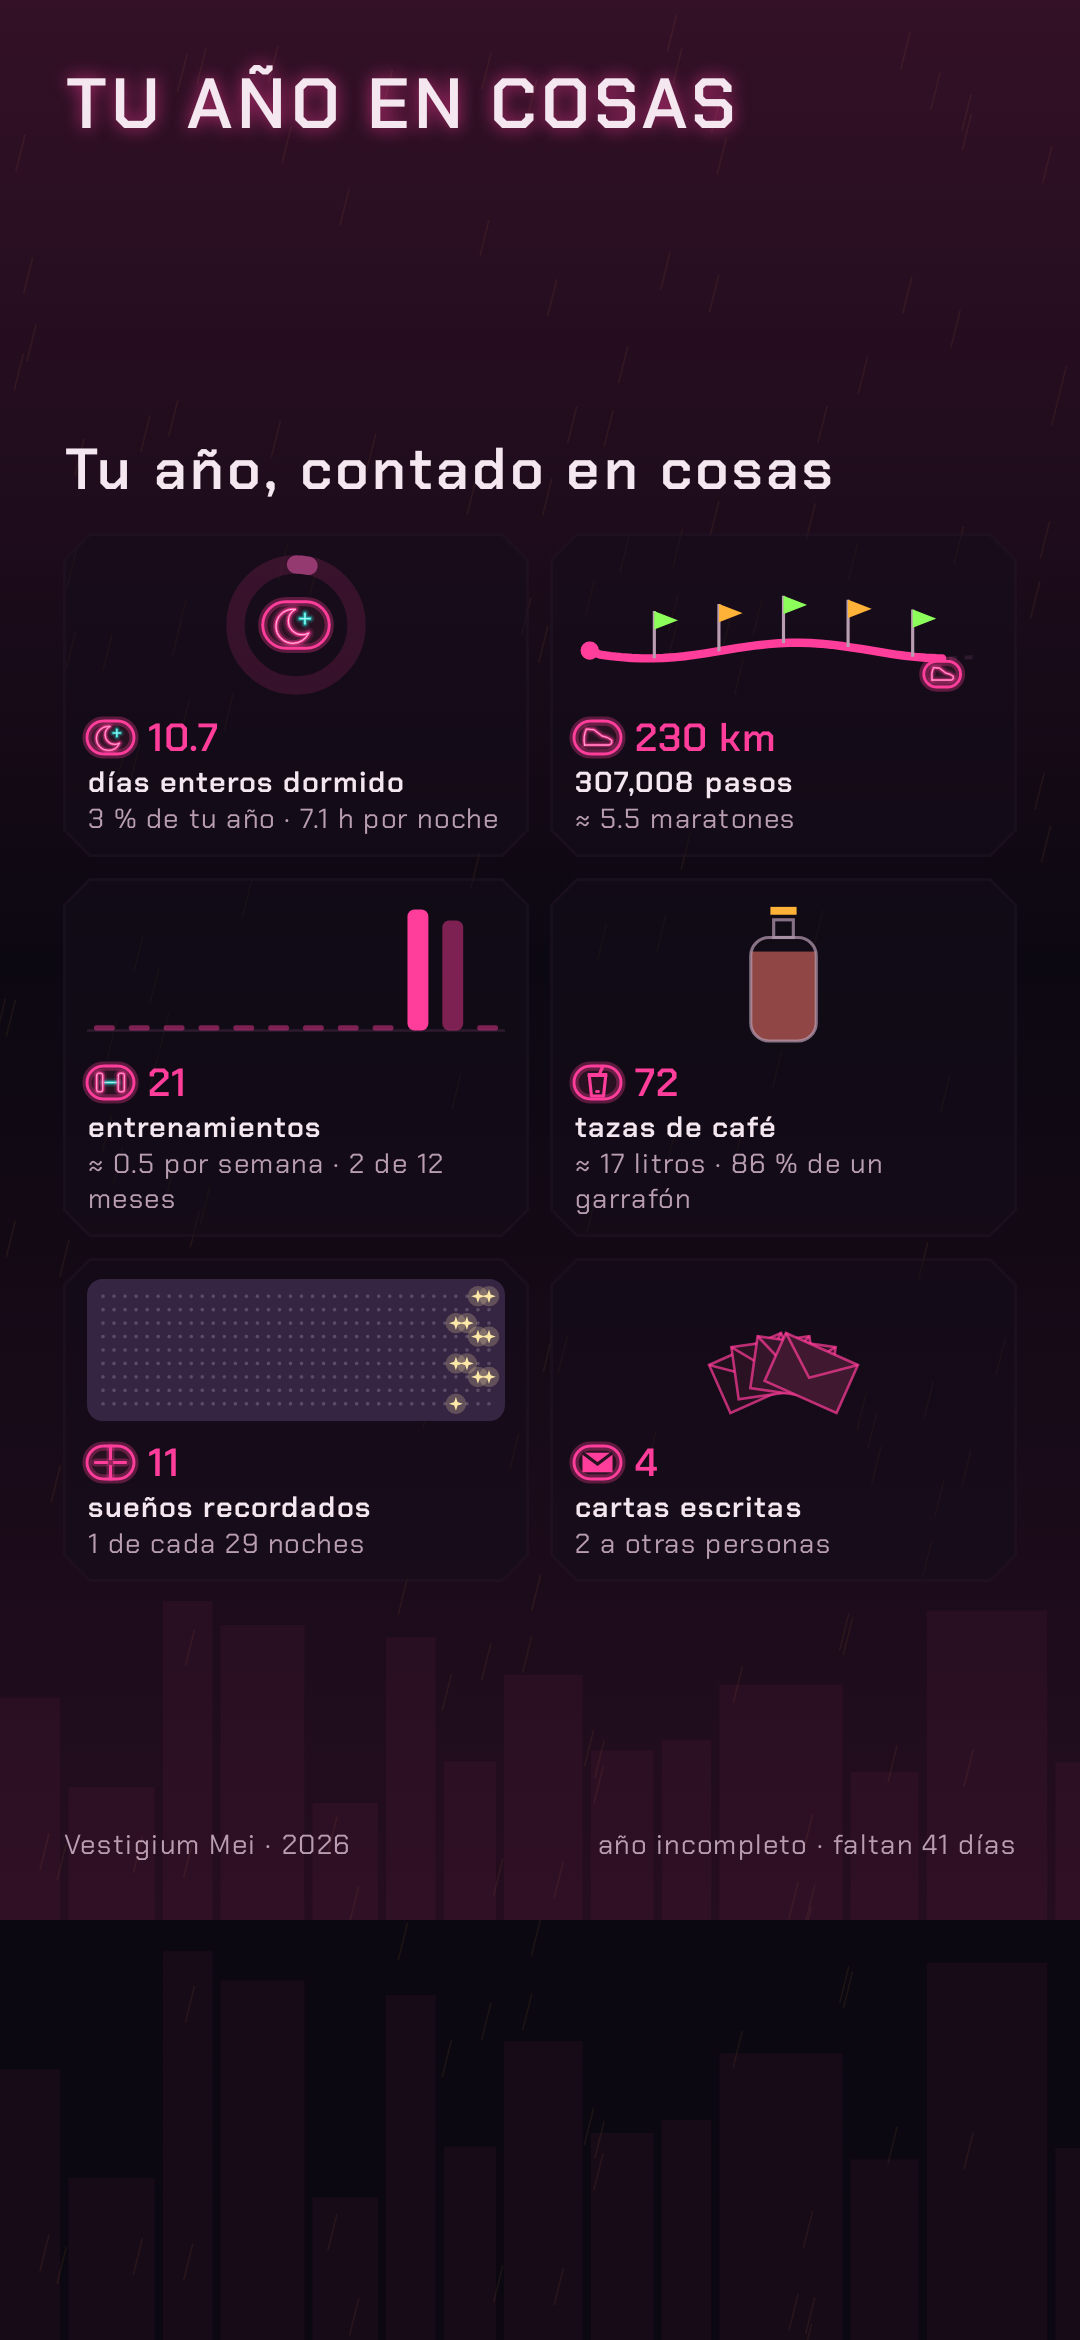 TU AÑO EN COSAS
Tu año, contado en cosas
10.7
días enteros dormido
3 % de tu año · 7.1 h por noche
230 km
307,008 pasos
≈ 5.5 maratones
21
entrenamientos
≈ 0.5 por semana · 2 de 12
meses
72
tazas de café
≈ 17 litros · 86 % de un
garrafón
11
sueños recordados
1 de cada 29 noches
4
cartas escritas
2 a otras personas
Vestigium Mei · 2026
año incompleto · faltan 41 días